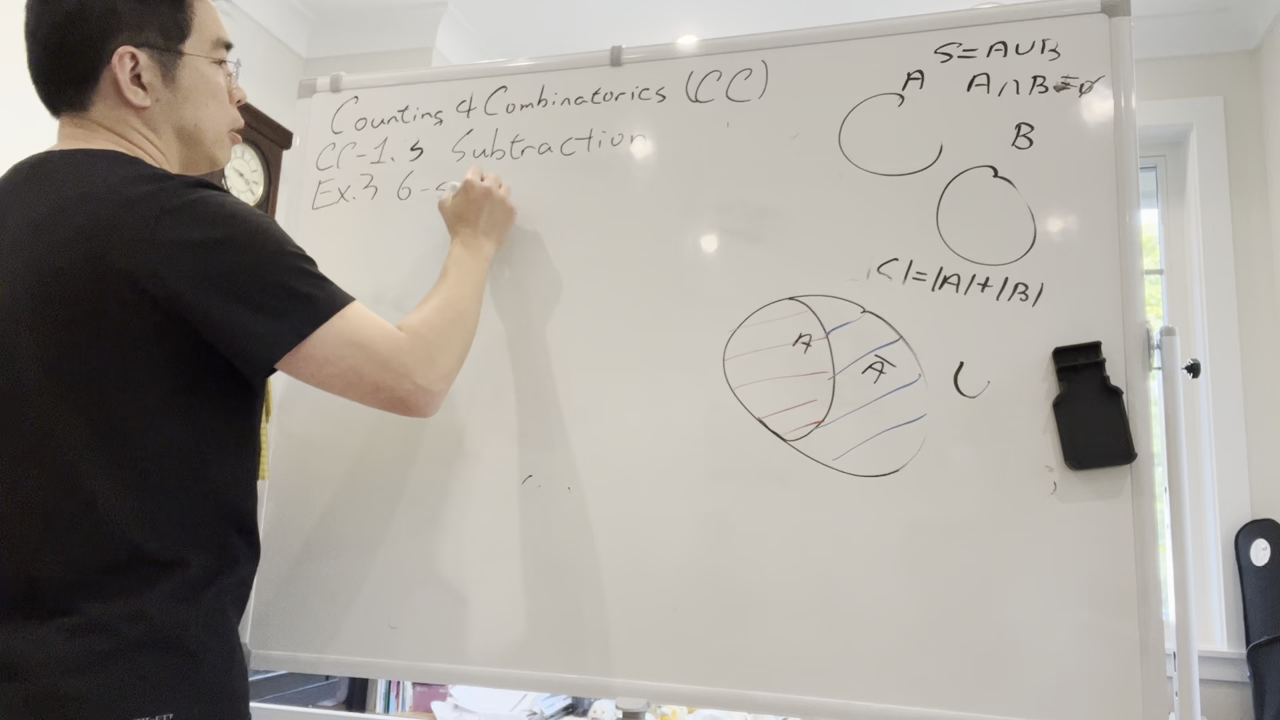 Counting & Combinatorics (CC)
CC-1.5 Subtraction
Ex.3 6-
S=A∪B
A A∩B=∅
B
|=|A|+|B|
A Ā U